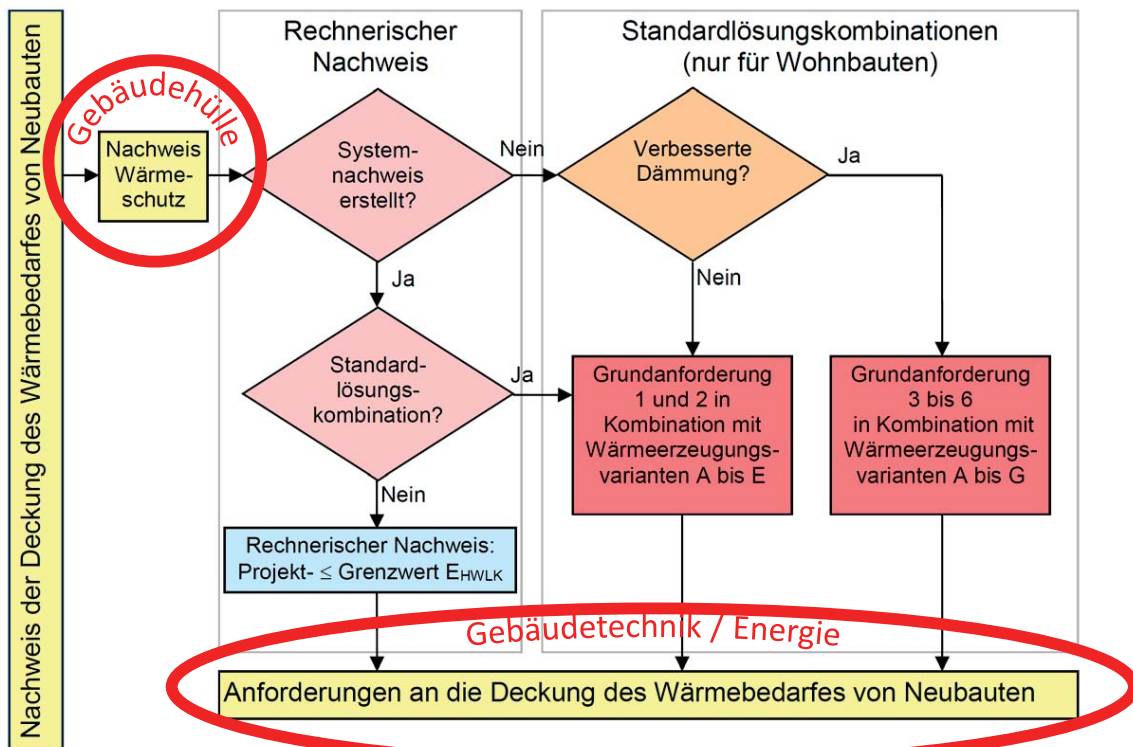 Nachweis der Deckung des Wärmebedarfes von Neubauten
Gebäudehülle
Nachweis
Wärme-
schutz
Rechnerischer
Nachweis
System-
nachweis
erstellt?
Nein
Ja
Standard-
lösungs-
kombination?
Ja
Nein
Rechnerischer Nachweis:
Projekt- ≤ Grenzwert EHWLK
Standardlösungskombinationen
(nur für Wohnbauten)
Verbesserte
Dämmung?
Ja
Nein
Grundanforderung
1 und 2 in
Kombination mit
Wärmeerzeugungs-
varianten A bis E
Grundanforderung
3 bis 6
in Kombination mit
Wärmeerzeugungs-
varianten A bis G
Gebäudetechnik / Energie
Anforderungen an die Deckung des Wärmebedarfes von Neubauten